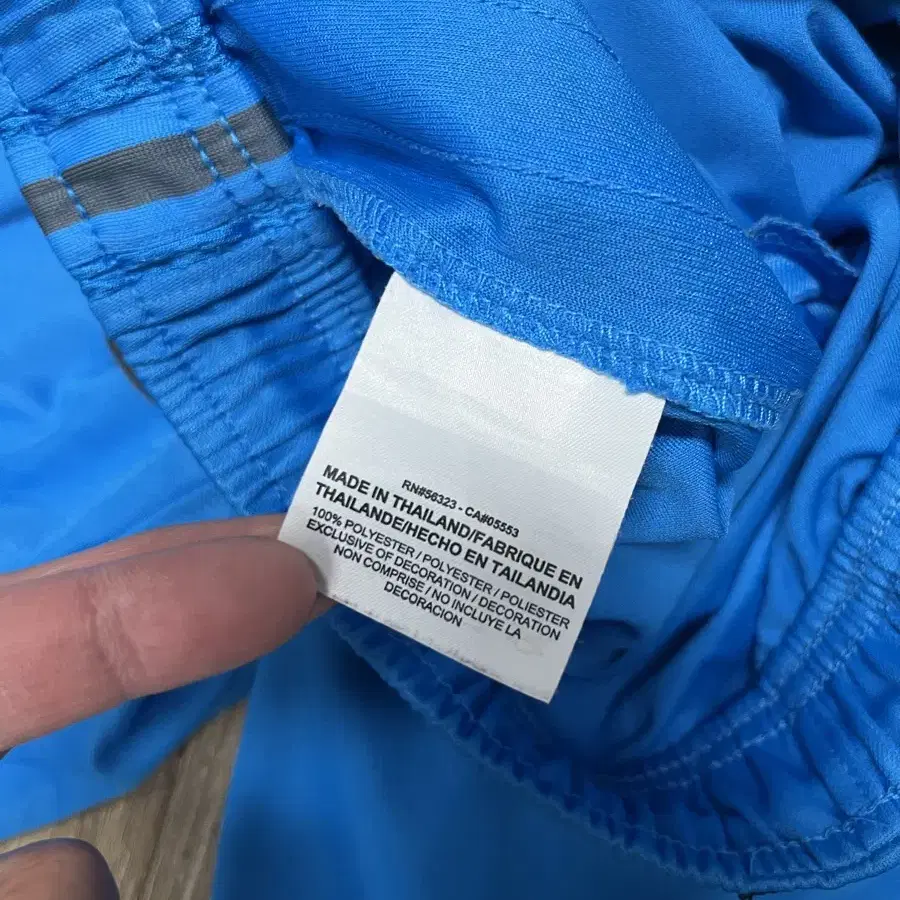 RN#56323 - CA#05553
MADE IN THAILAND/FABRIQUE EN
THAILANDE/HECHO EN TAILANDIA
100% POLYESTER / POLYESTER / POLIESTER
EXCLUSIVE OF DECORATION / DECORATION
NON COMPRISE / NO INCLUYE LA
DECORACION